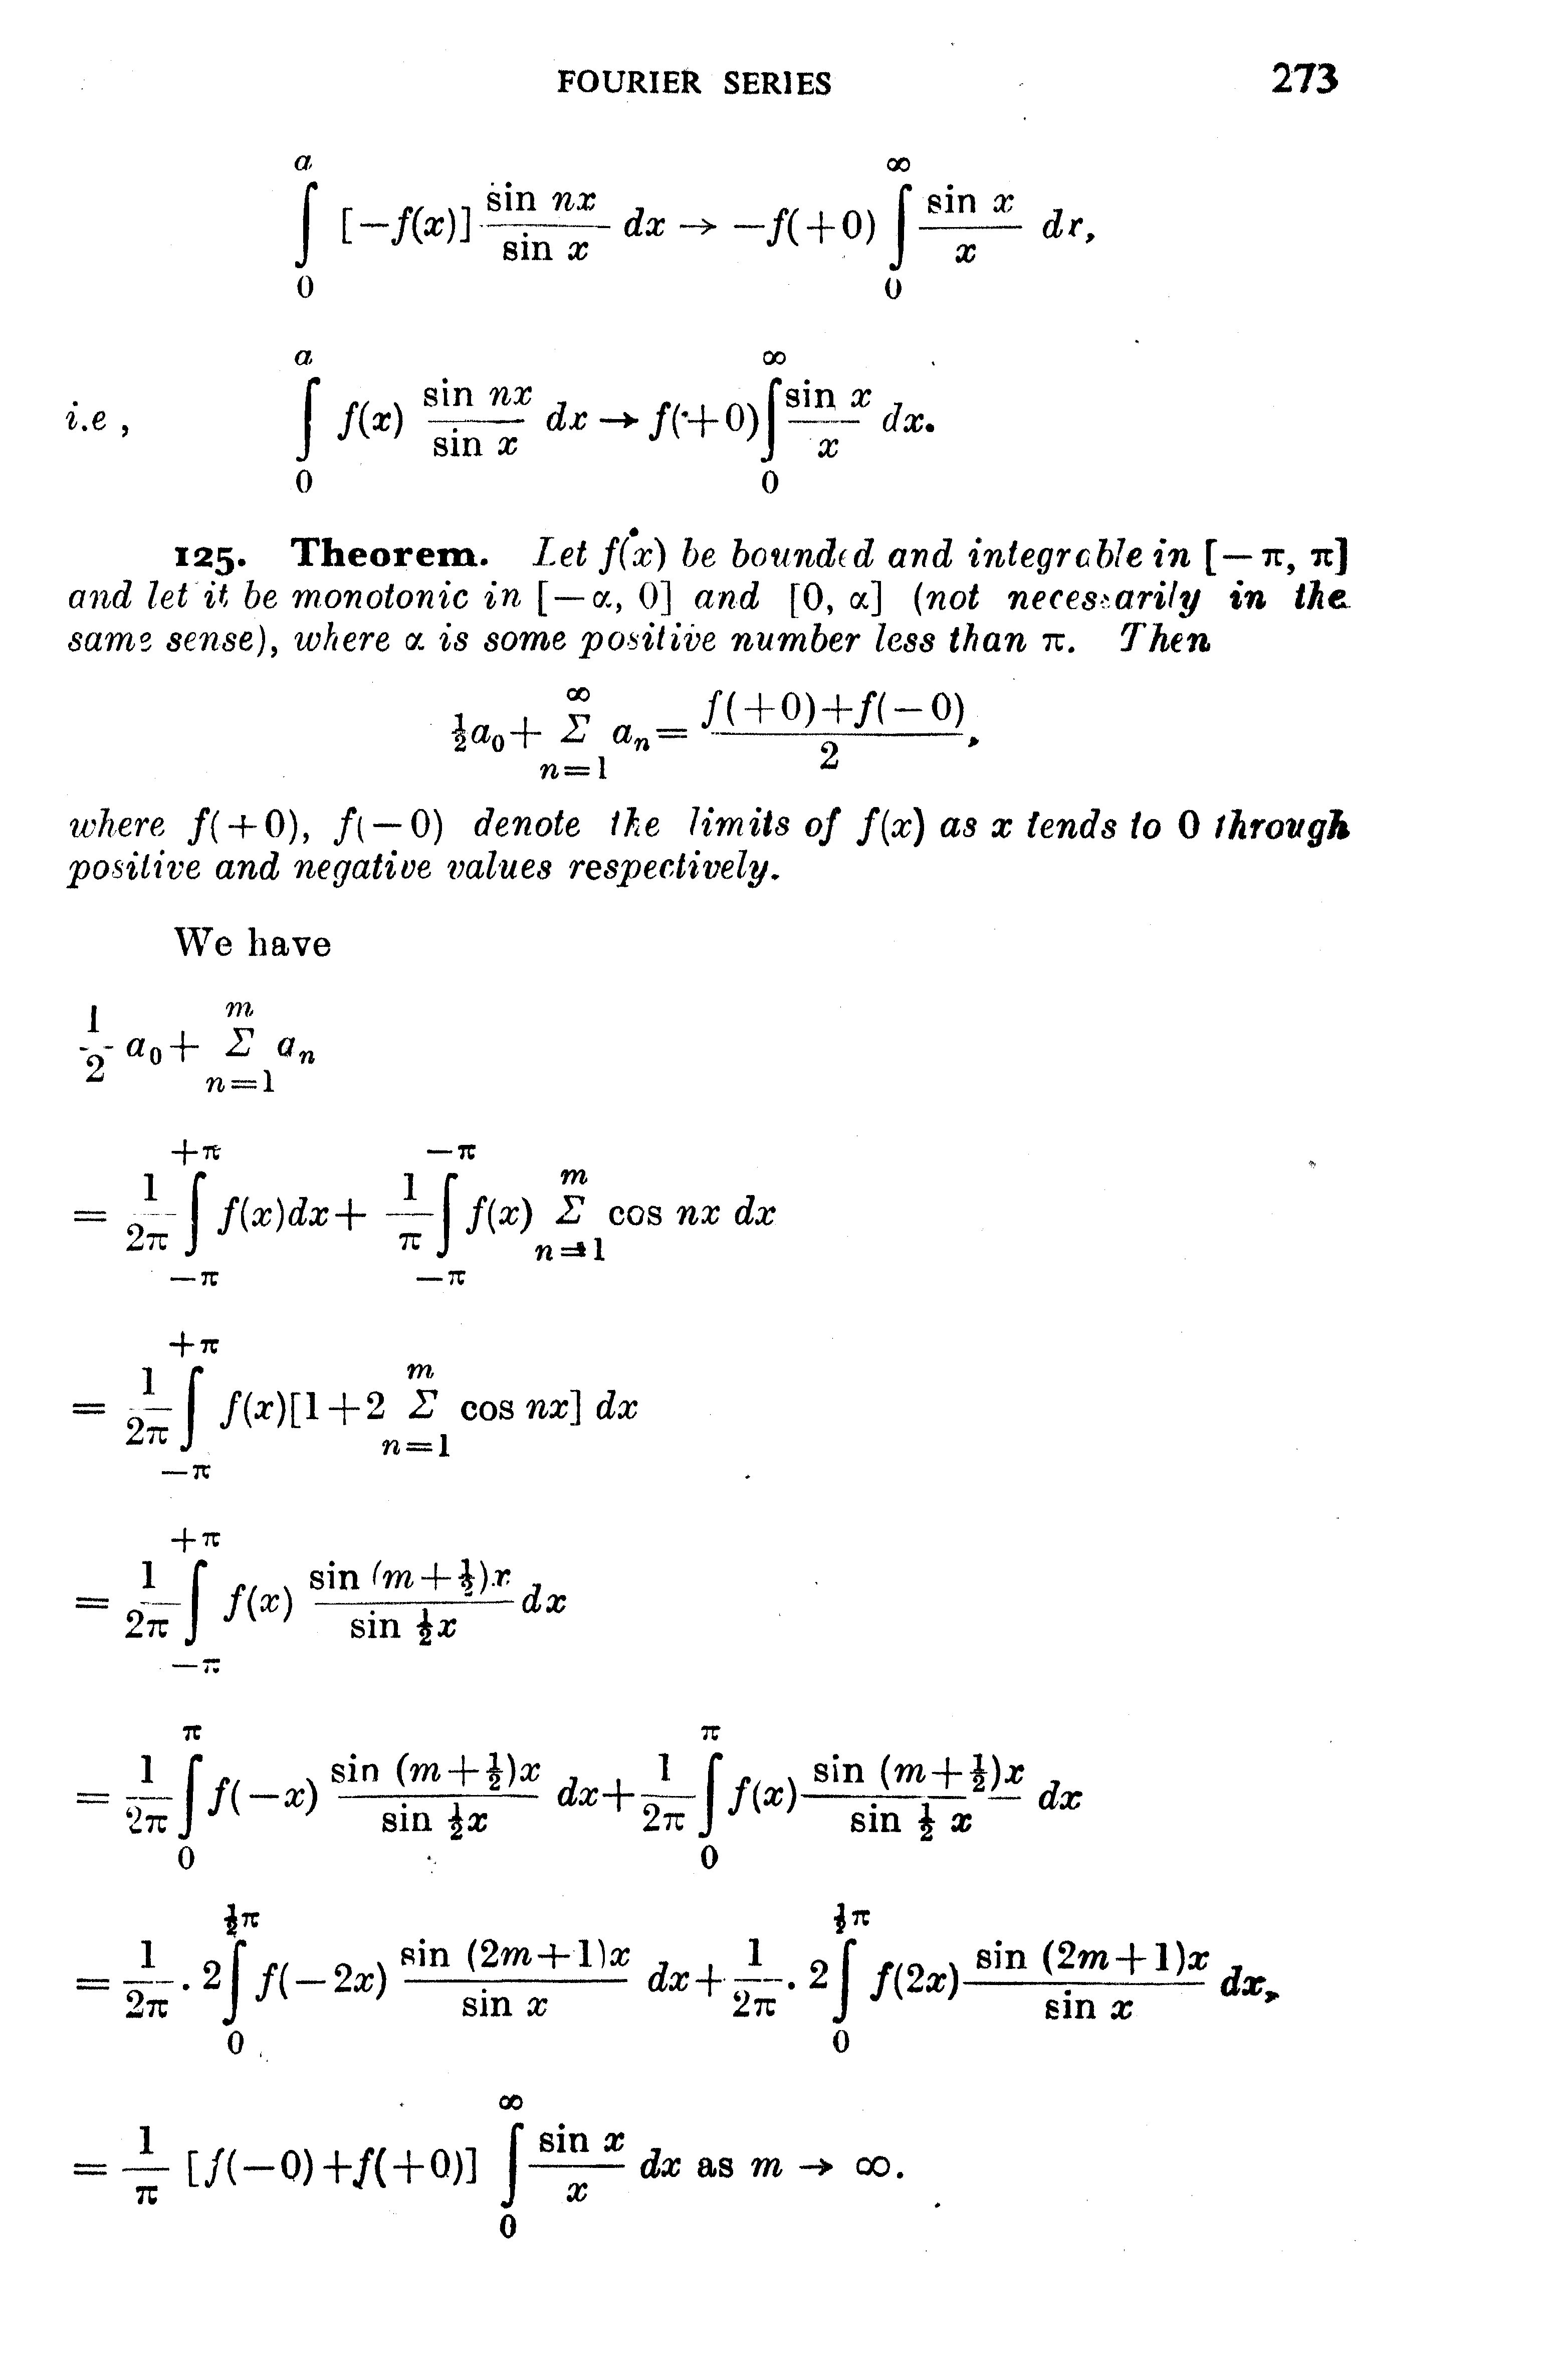 FOURIER SERIES 273
$\int_0^a [-f(x)] \frac{\sin nx}{\sin x} dx \to -f(+0) \int_0^\infty \frac{\sin x}{x} dr,$
i.e , $\int_0^a f(x) \frac{\sin nx}{\sin x} dx \to f(+0) \int_0^\infty \frac{\sin x}{x} dx.$
125. Theorem. Let f(x) be bounded and integrable in [−π, π]
and let it be monotonic in [−α, 0] and [0, α] (not necessarily in the
same sense), where α is some positive number less than π. Then
$\frac{1}{2}a_0 + \sum_{n=1}^{\infty} a_n = \frac{f(+0)+f(-0)}{2},$
where f(+0), f(−0) denote the limits of f(x) as x tends to 0 through
positive and negative values respectively.
We have
$\frac{1}{2} a_0 + \sum_{n=1}^{m} a_n$
$= \frac{1}{2\pi} \int_{-\pi}^{+\pi} f(x)dx + \frac{1}{\pi} \int_{-\pi}^{-\pi} f(x) \sum_{n=1}^{m} \cos nx \, dx$
$= \frac{1}{2\pi} \int_{-\pi}^{+\pi} f(x)[1+2 \sum_{n=1}^{m} \cos nx] \, dx$
$= \frac{1}{2\pi} \int_{-\pi}^{+\pi} f(x) \frac{\sin (m+\frac{1}{2})x}{\sin \frac{1}{2}x} dx$
$= \frac{1}{2\pi} \int_0^{\pi} f(-x) \frac{\sin (m+\frac{1}{2})x}{\sin \frac{1}{2}x} dx + \frac{1}{2\pi} \int_0^{\pi} f(x) \frac{\sin (m+\frac{1}{2})x}{\sin \frac{1}{2} x} dx$
$= \frac{1}{2\pi} \cdot 2 \int_0^{\frac{1}{2}\pi} f(-2x) \frac{\sin (2m+1)x}{\sin x} dx + \frac{1}{2\pi} \cdot 2 \int_0^{\frac{1}{2}\pi} f(2x) \frac{\sin (2m+1)x}{\sin x} dx,$
$= \frac{1}{\pi} [f(-0)+f(+0)] \int_0^\infty \frac{\sin x}{x} dx$ as $m \to \infty.$